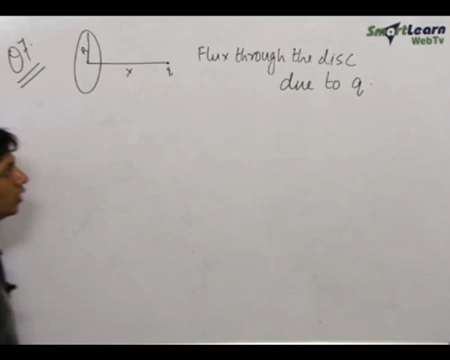 Q7.
R
x
q
Flux through the disc
due to q.
SmartLearn
WebTv